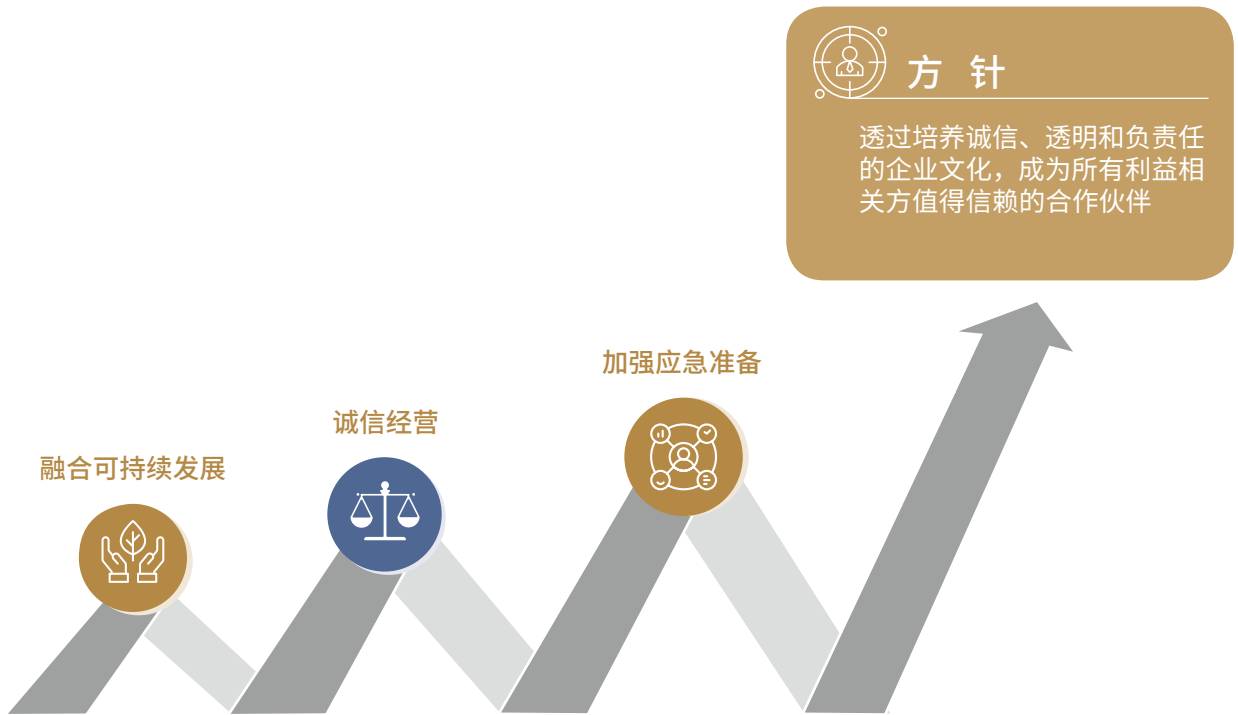 方 针
透过培养诚信、透明和负责任
的企业文化，成为所有利益相
关方值得信赖的合作伙伴
加强应急准备
诚信经营
融合可持续发展